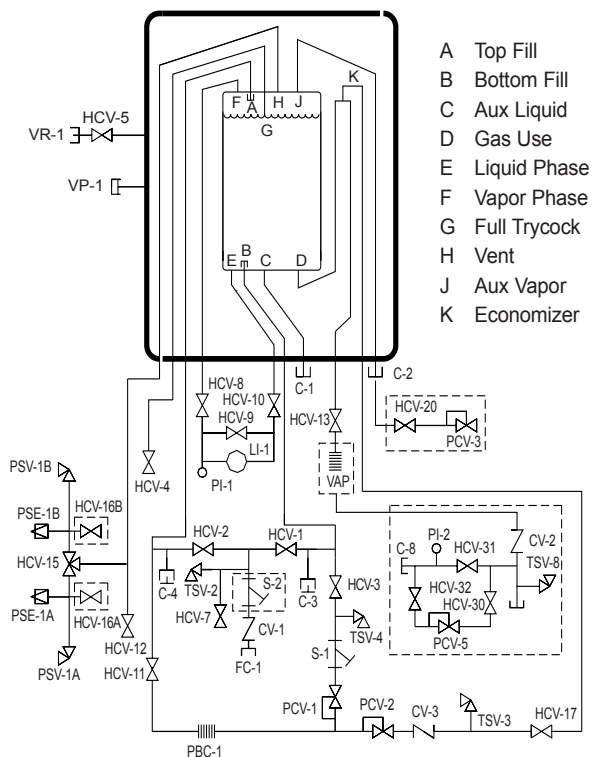 A Top Fill
B Bottom Fill
C Aux Liquid
D Gas Use
E Liquid Phase
F Vapor Phase
G Full Trycock
H Vent
J Aux Vapor
K Economizer
K
F A H J
G
HCV-5
VR-1
VP-1
B
E C D
C-1
C-2
HCV-8
HCV-10
HCV-9
LI-1
PI-1
HCV-4
HCV-13
VAP
HCV-20
PCV-3
PSV-1B
PSE-1B
HCV-16B
HCV-15
PSE-1A
HCV-16A
PSV-1A
HCV-12
HCV-11
HCV-2
HCV-1
C-4
TSV-2
S-2
C-3
HCV-7
CV-1
FC-1
HCV-3
TSV-4
S-1
PCV-1
C-8
PI-2
HCV-31
CV-2
TSV-8
HCV-32
HCV-30
PCV-5
PBC-1
PCV-2
CV-3
TSV-3
HCV-17